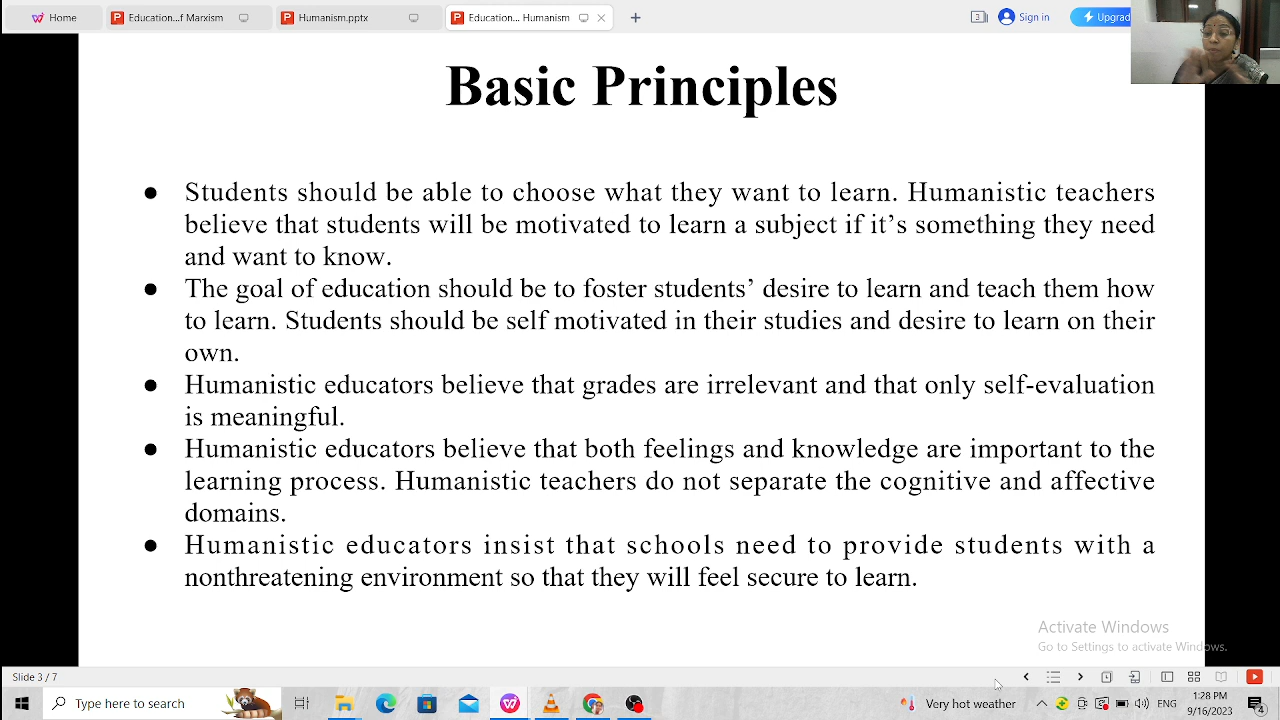 Home
Education...f Marxism
Humanism.pptx
Education... Humanism
Sign in
Upgrad
Basic Principles
● Students should be able to choose what they want to learn. Humanistic teachers
believe that students will be motivated to learn a subject if it’s something they need
and want to know.
● The goal of education should be to foster students’ desire to learn and teach them how
to learn. Students should be self motivated in their studies and desire to learn on their
own.
● Humanistic educators believe that grades are irrelevant and that only self-evaluation
is meaningful.
● Humanistic educators believe that both feelings and knowledge are important to the
learning process. Humanistic teachers do not separate the cognitive and affective
domains.
● Humanistic educators insist that schools need to provide students with a
nonthreatening environment so that they will feel secure to learn.
Activate Windows
Go to Settings to activate Windows.
Slide 3 / 7
Type here to search
Very hot weather
ENG
1:28 PM
9/16/2023
4